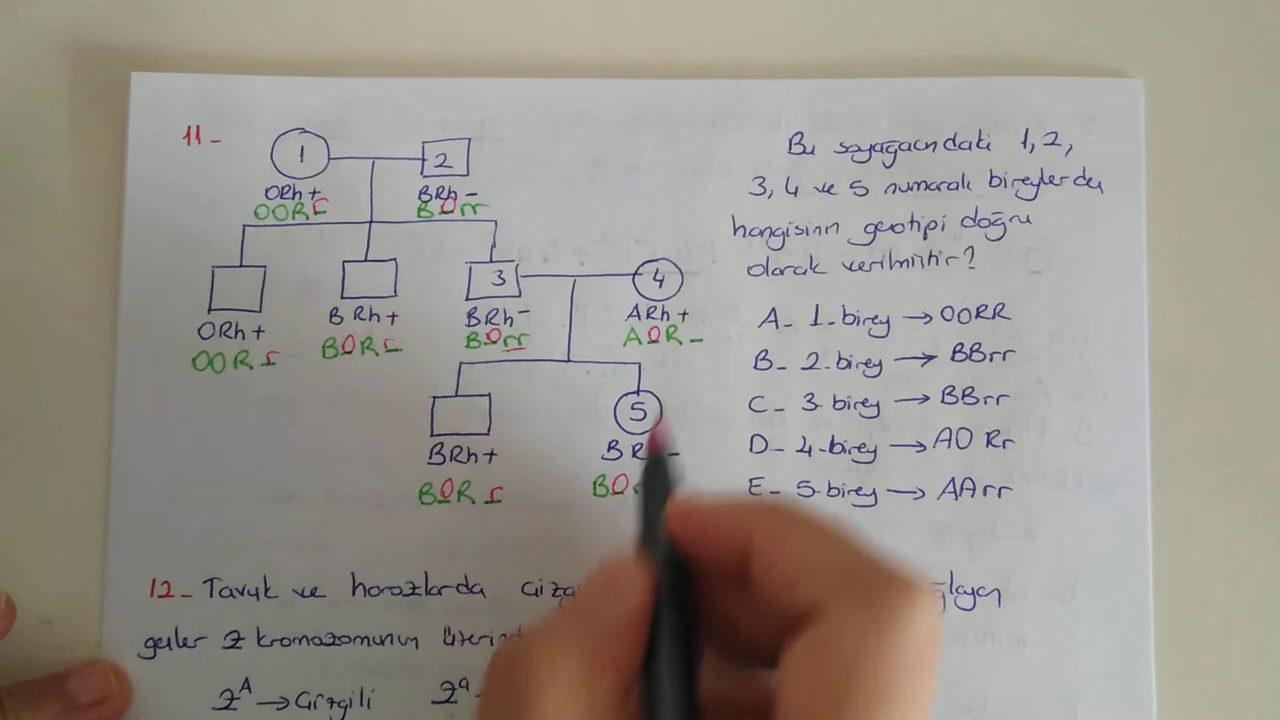 11-
1
2
ORh+
BRh-
OORr
BOrr
Bu soyağacındaki 1, 2,
3, 4 ve 5 numaralı bireylerden
hangisinin genotipi doğru
olarak verilmiştir?
3
4
ORh+
BRh+
BRh-
ARh+
OORr
BORr
BOrr
AOR-
A- 1. birey → OORR
B- 2. birey → BBrr
C- 3. birey → BBrr
D- 4. birey → AO Rr
E- 5. birey → AArr
5
BRh+
BR -
BORr
BO
12- Tavuk ve horozlarda
genler Z kromozomunun
Z^A → Çizgili Z^a -